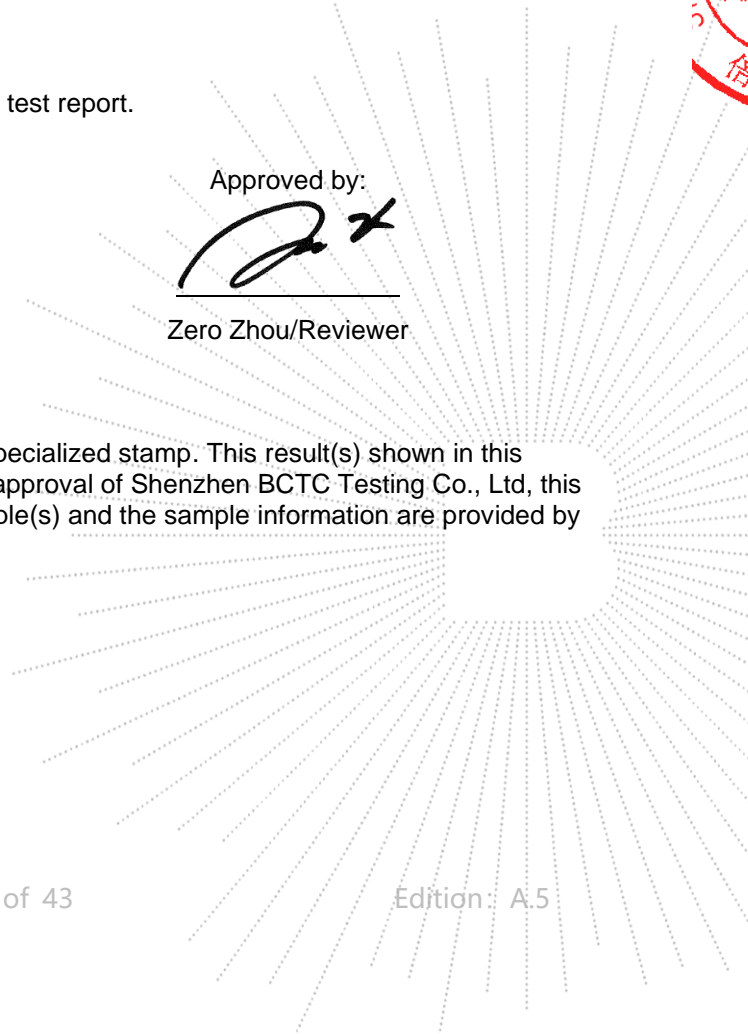 test report.
Approved by:
Zero Zhou/Reviewer
pecialized stamp. This result(s) shown in this
approval of Shenzhen BCTC Testing Co., Ltd, this
ple(s) and the sample information are provided by
of 43
Edition: A.5